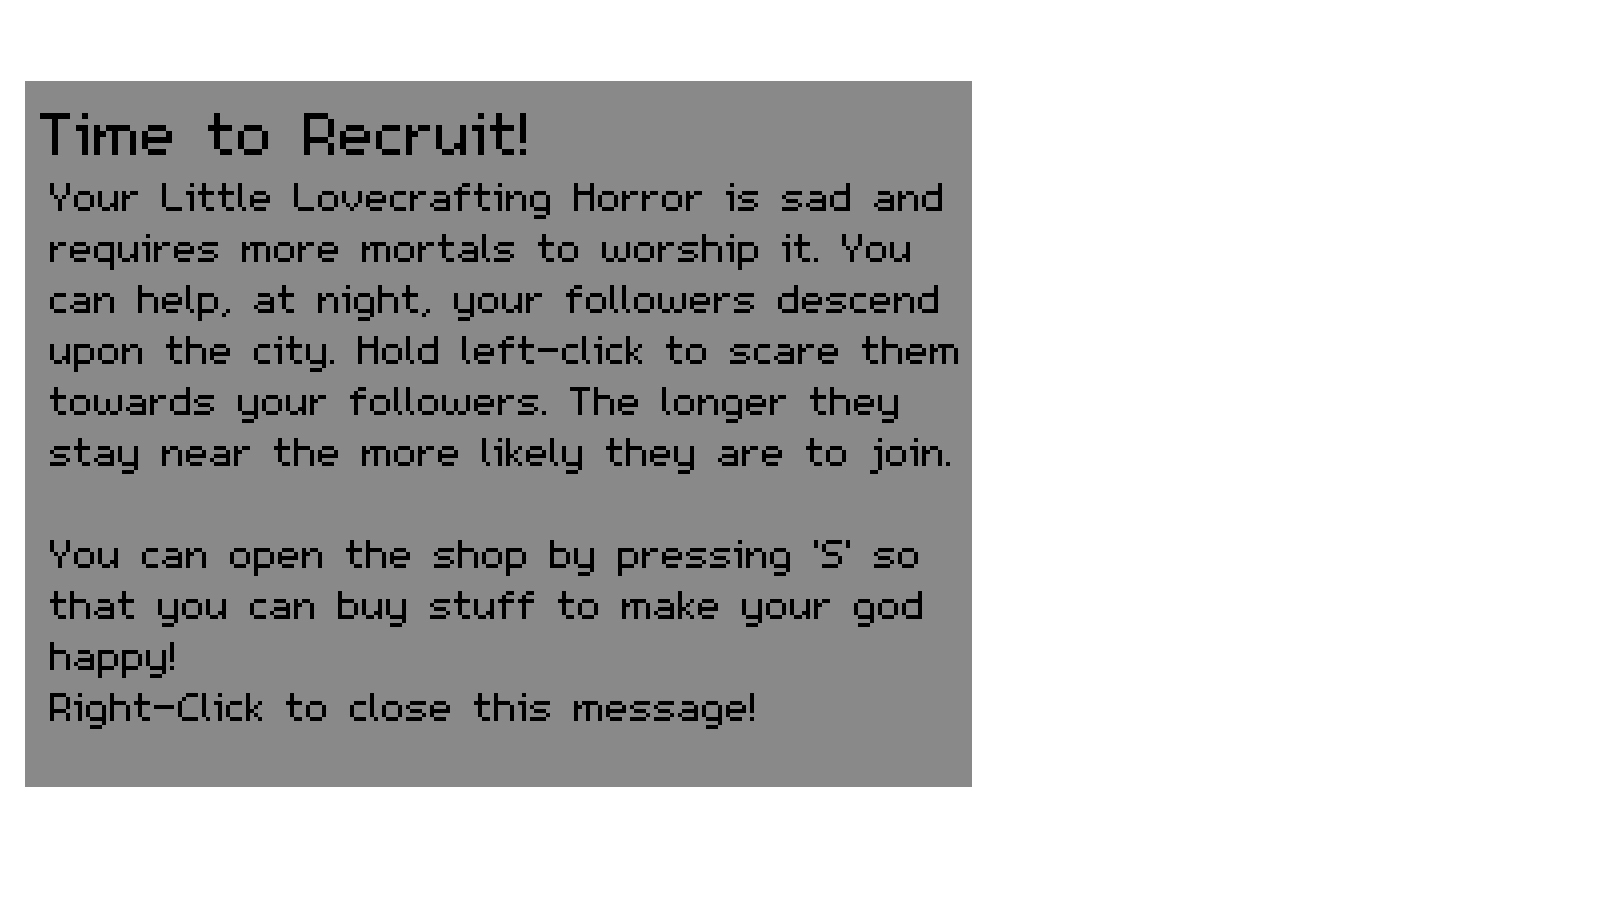 Time to Recruit!
Your Little Lovecrafting Horror is sad and
requires more mortals to worship it. You
can help, at night, your followers descend
upon the city. Hold left-click to scare them
towards your followers. The longer they
stay near the more likely they are to join.
You can open the shop by pressing 'S' so
that you can buy stuff to make your god
happy!
Right-Click to close this message!